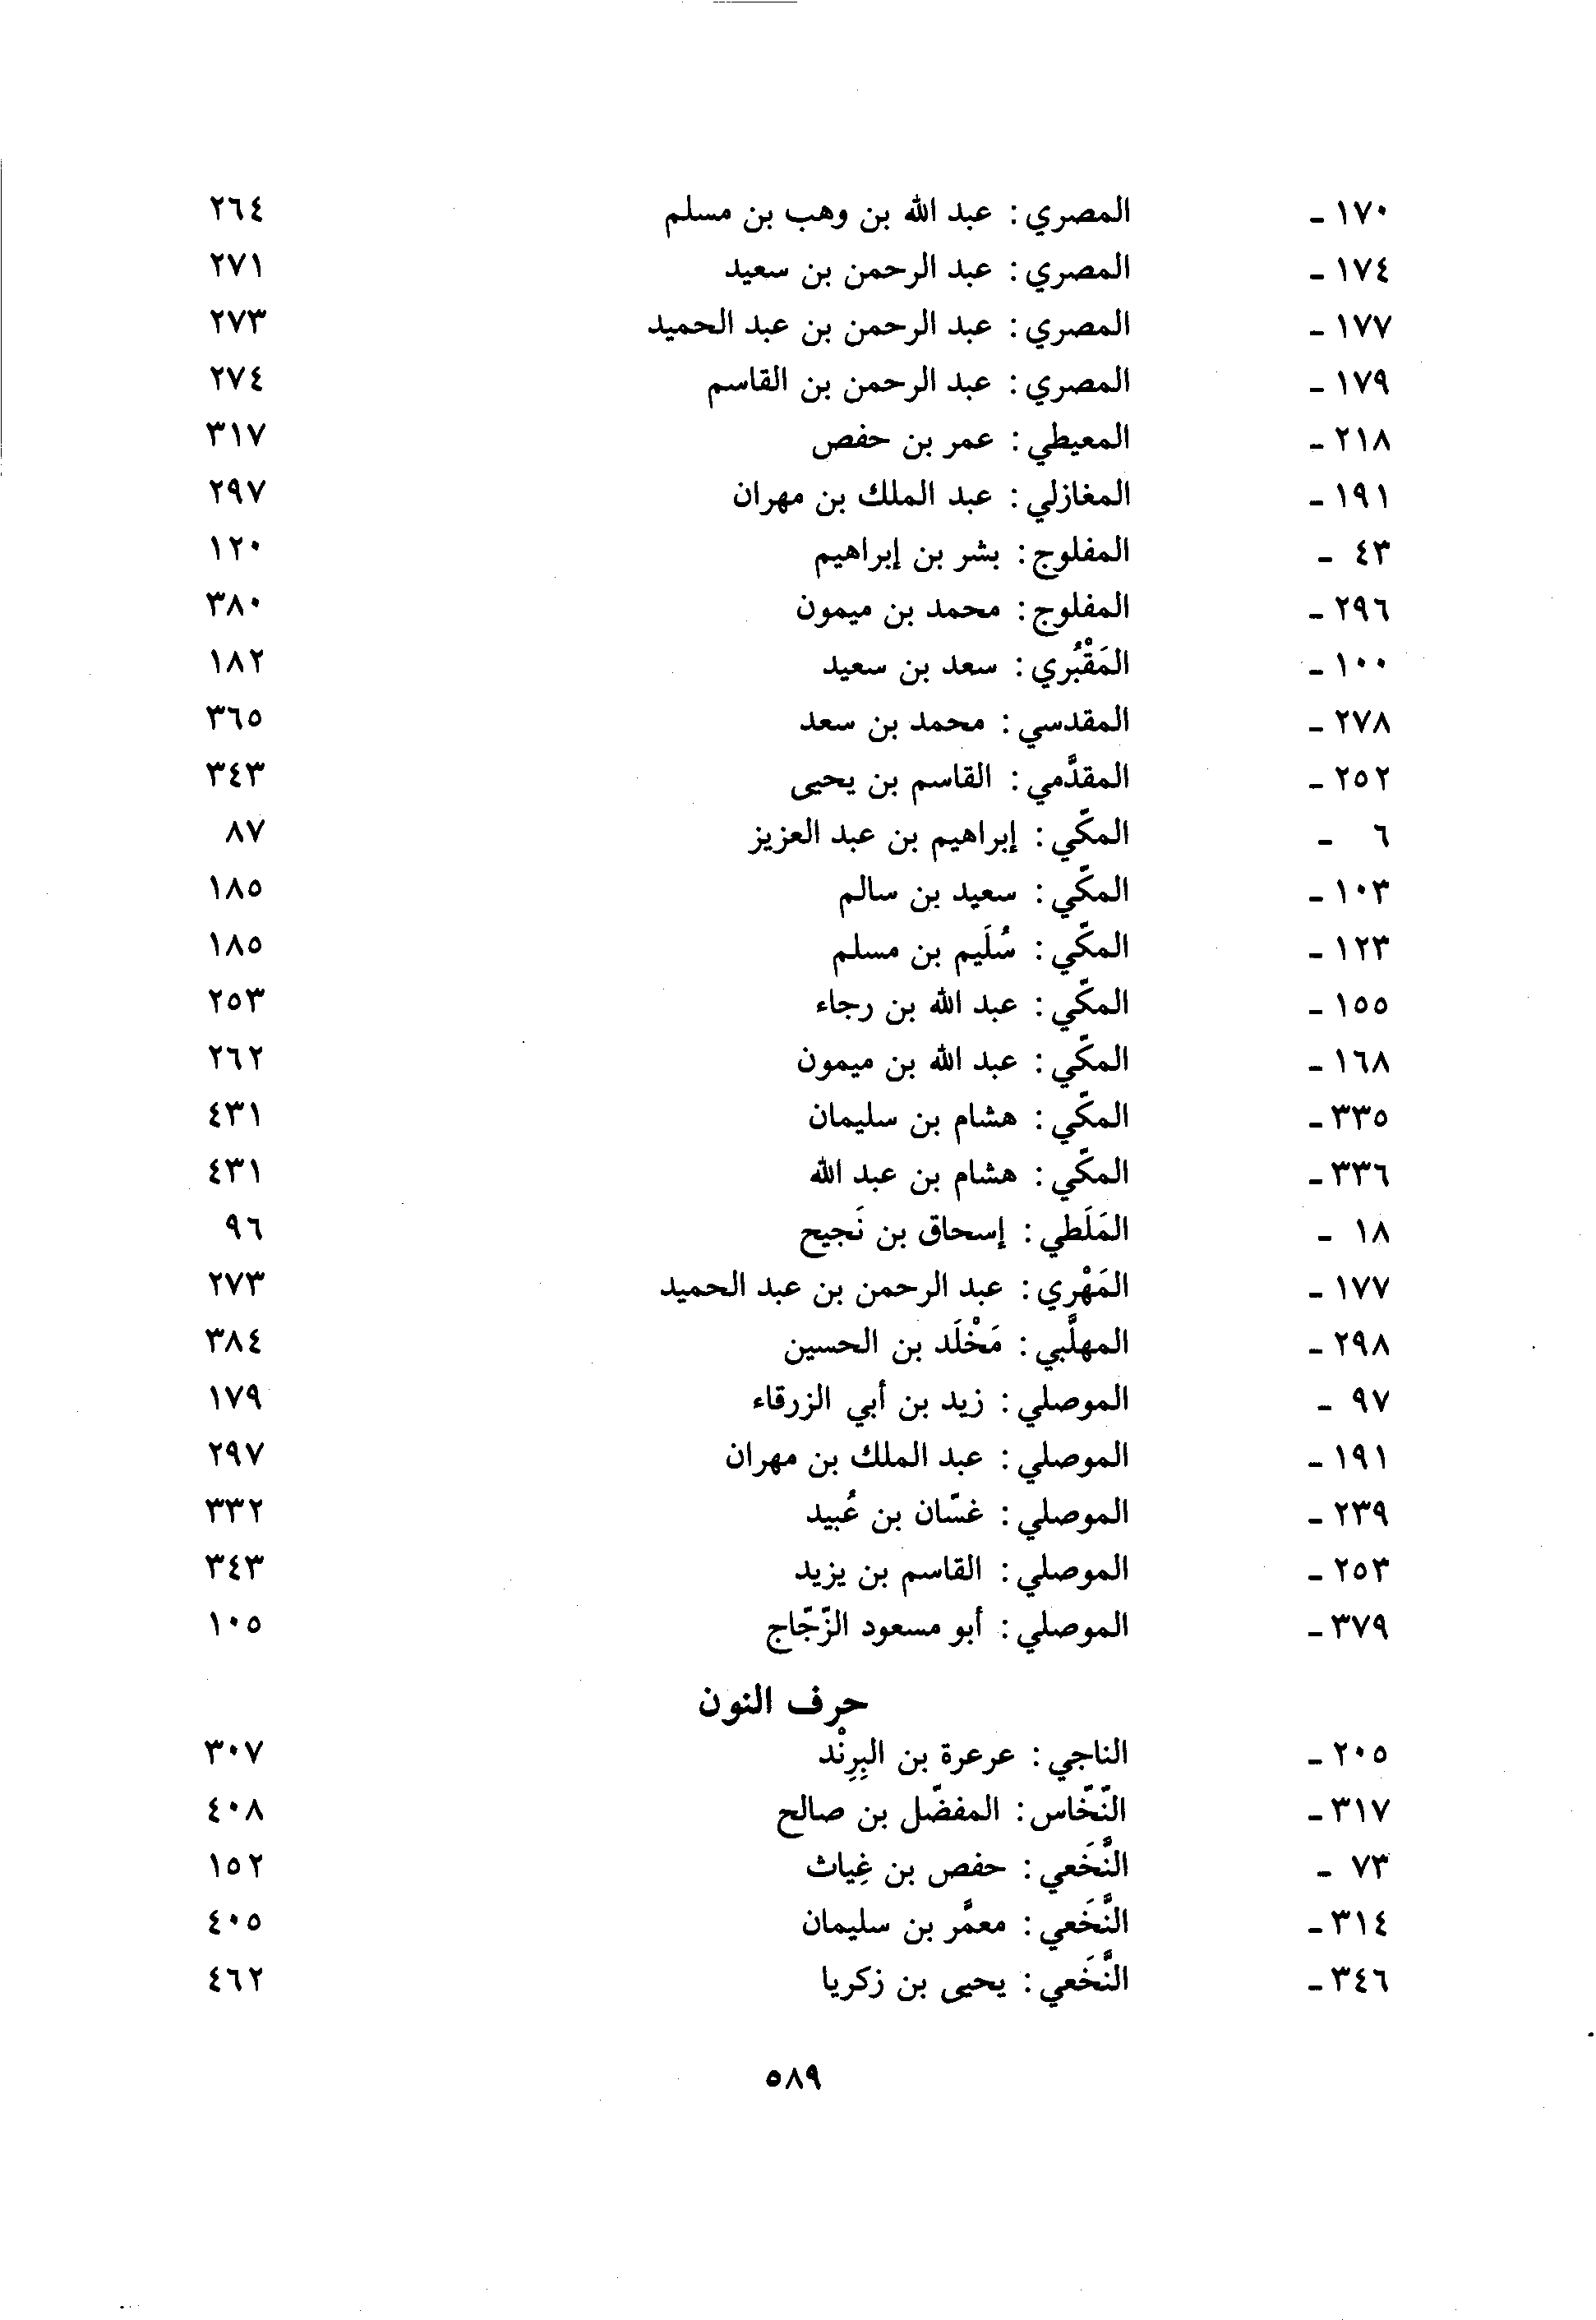 ١٧٠ - المصري : عبد الله بن وهب بن مسلم ٢٦٤
١٧٤ - المصري : عبد الرحمن بن سعيد ٢٧١
١٧٧ - المصري : عبد الرحمن بن عبد الحميد ٢٧٣
١٧٩ - المصري : عبد الرحمن بن القاسم ٢٧٤
٢١٨ - المعيطي : عمر بن حفص ٣١٧
١٩١ - المغازلي : عبد الملك بن مهران ٢٩٧
٤٣ - المفلوج : بشر بن إبراهيم ١٢٠
٢٩٦ - المفلوج : محمد بن ميمون ٣٨٠
١٠٠ - المَقْبُري : سعد بن سعيد ١٨٢
٢٧٨ - المقدسي : محمد بن سعد ٣٦٥
٢٥٢ - المقدَّمي : القاسم بن يحيى ٣٤٣
٦ - المكّي : إبراهيم بن عبد العزيز ٨٧
١٠٣ - المكّي : سعيد بن سالم ١٨٥
١٢٣ - المكّي : سُلَيم بن مسلم ١٨٥
١٥٥ - المكّي : عبد الله بن رجاء ٢٥٣
١٦٨ - المكّي : عبد الله بن ميمون ٢٦٢
٣٣٥ - المكّي : هشام بن سليمان ٤٣١
٣٣٦ - المكّي : هشام بن عبد الله ٤٣١
١٨ - المَلَطي : إسحاق بن نَجيح ٩٦
١٧٧ - المَهْري : عبد الرحمن بن عبد الحميد ٢٧٣
٢٩٨ - المهلَّبي : مَخْلَد بن الحسين ٣٨٤
٩٧ - الموصلي : زيد بن أبي الزرقاء ١٧٩
١٩١ - الموصلي : عبد الملك بن مهران ٢٩٧
٢٣٩ - الموصلي : غسّان بن عُبيد ٣٣٢
٢٥٣ - الموصلي : القاسم بن يزيد ٣٤٣
٣٧٩ - الموصلي : أبو مسعود الزّجّاج ١٠٥
حرف النون
٢٠٥ - الناجي : عرعرة بن البِرِنْد ٣٠٧
٣١٧ - النّخّاس : المفضّل بن صالح ٤٠٨
٧٣ - النَّخَعي : حفص بن غِياث ١٥٢
٣١٤ - النَّخَعي : معمَّر بن سليمان ٤٠٥
٣٤٦ - النَّخَعي : يحيى بن زكريا ٤٦٢
٥٨٩